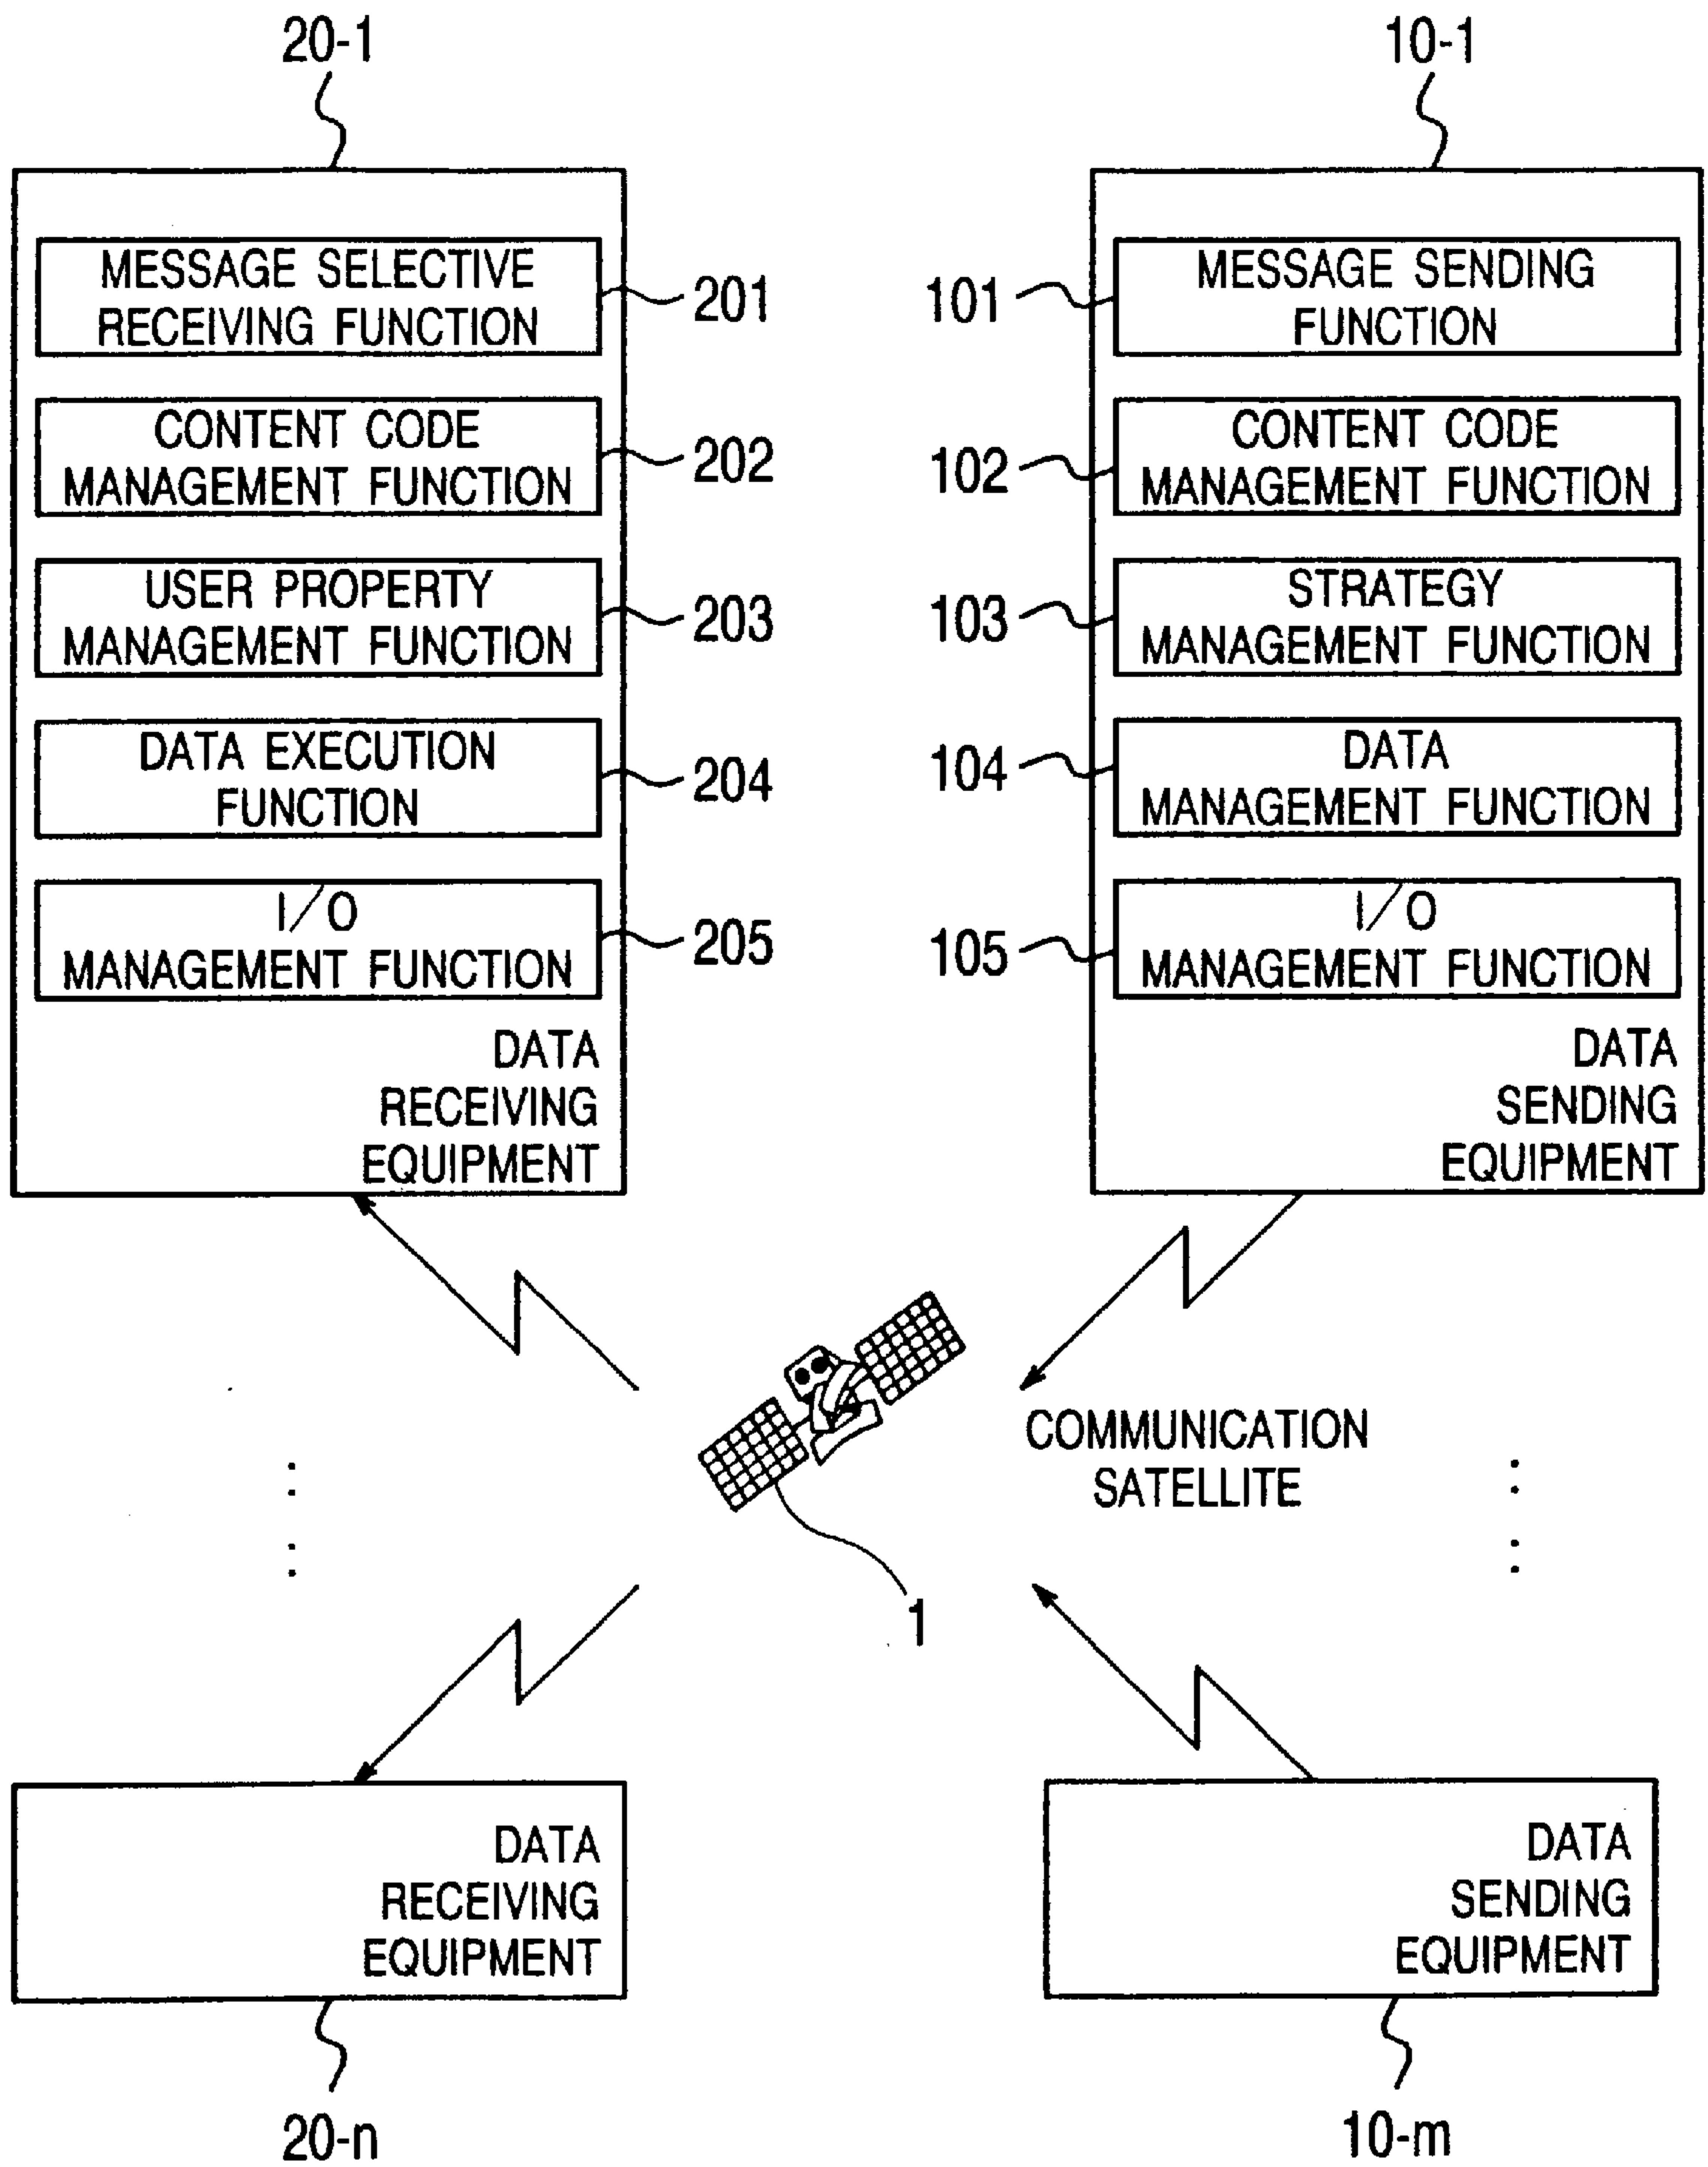 20-1
10-1
MESSAGE SELECTIVE
RECEIVING FUNCTION
201
CONTENT CODE
MANAGEMENT FUNCTION
202
USER PROPERTY
MANAGEMENT FUNCTION
203
DATA EXECUTION
FUNCTION
204
I/O
MANAGEMENT FUNCTION
205
DATA
RECEIVING
EQUIPMENT
101
MESSAGE SENDING
FUNCTION
102
CONTENT CODE
MANAGEMENT FUNCTION
103
STRATEGY
MANAGEMENT FUNCTION
104
DATA
MANAGEMENT FUNCTION
105
I/O
MANAGEMENT FUNCTION
DATA
SENDING
EQUIPMENT
COMMUNICATION
SATELLITE
1
DATA
RECEIVING
EQUIPMENT
20-n
DATA
SENDING
EQUIPMENT
10-m